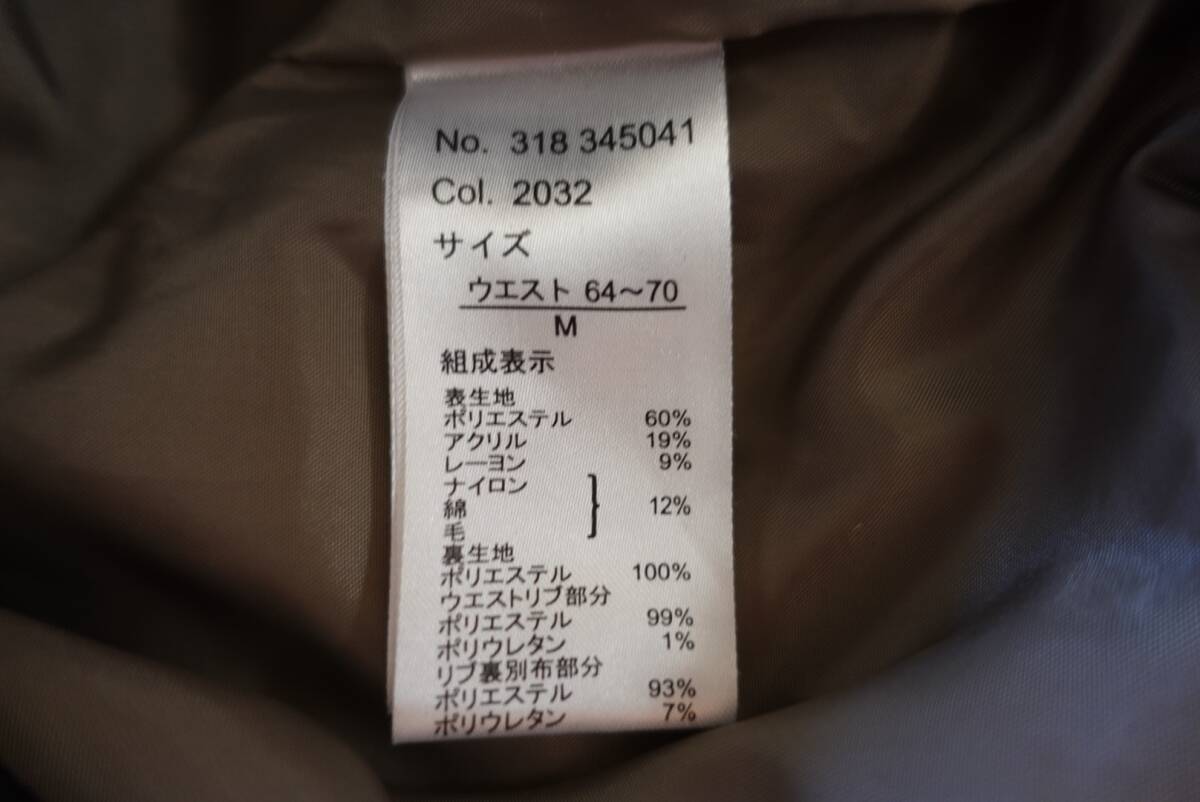 No. 318 345041
Col. 2032
サイズ
ウエスト 64〜70
M
組成表示
表生地
ポリエステル 60%
アクリル 19%
レーヨン 9%
ナイロン
綿 } 12%
毛
裏生地
ポリエステル 100%
ウエストリブ部分
ポリエステル 99%
ポリウレタン 1%
リブ裏別布部分
ポリエステル 93%
ポリウレタン 7%